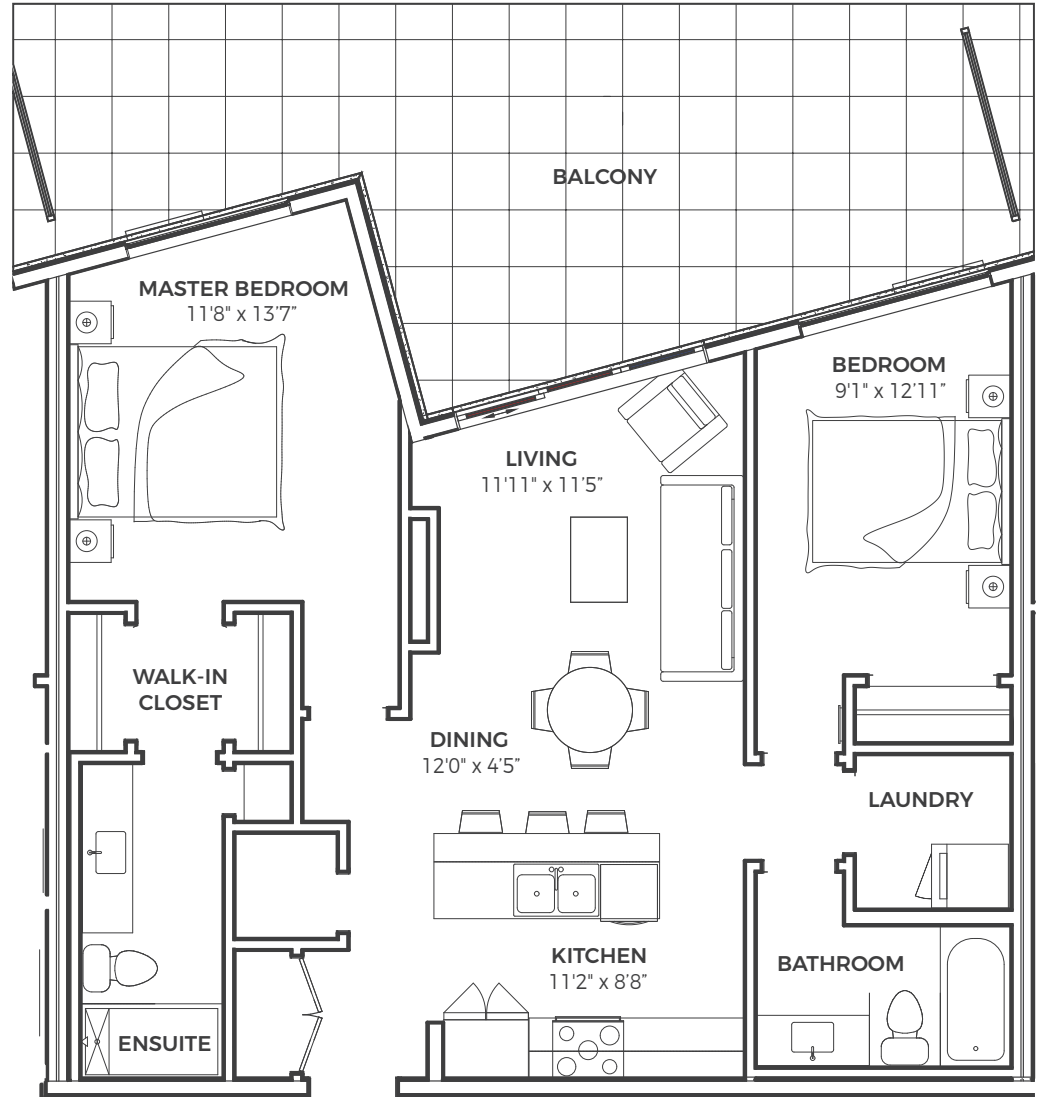 BALCONY
MASTER BEDROOM
11'8" x 13'7”
BEDROOM
9'1" x 12'11”
LIVING
11'11" x 11'5”
WALK-IN
CLOSET
DINING
12'0" x 4'5”
LAUNDRY
KITCHEN
11'2" x 8'8”
BATHROOM
ENSUITE